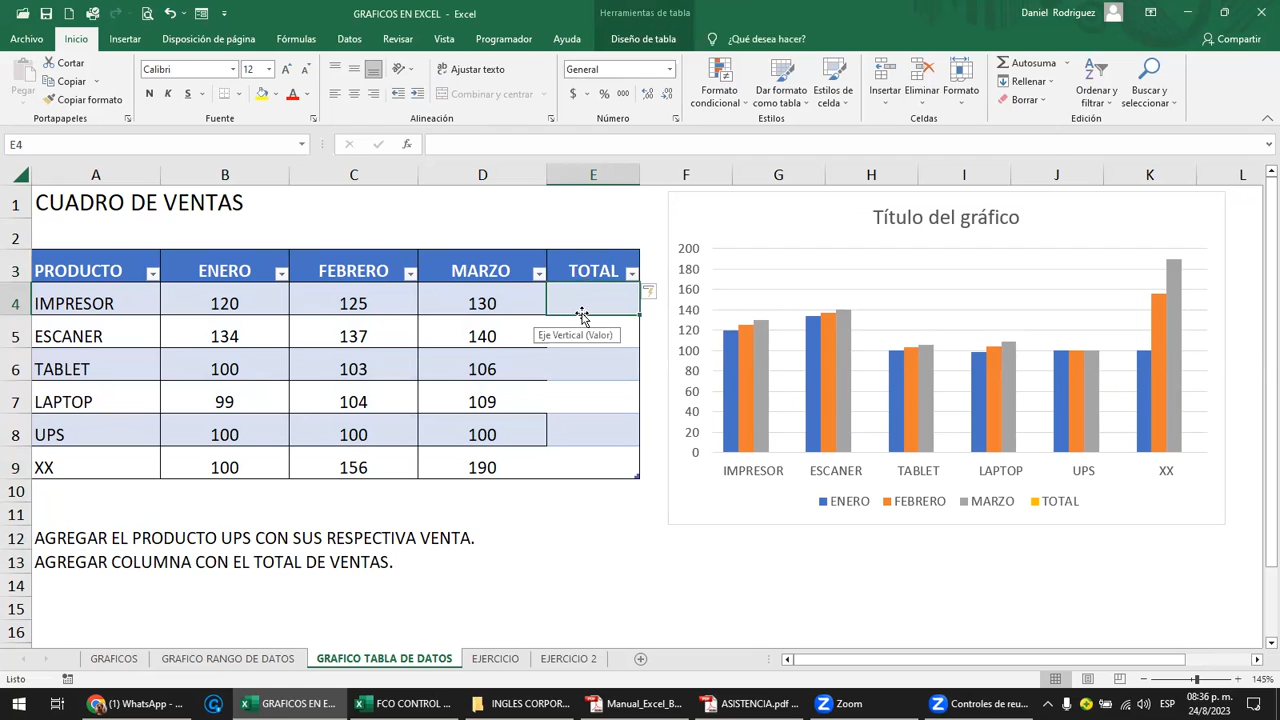 GRAFICOS EN EXCEL - Excel
Herramientas de tabla
Daniel Rodriguez
Archivo Inicio Insertar Disposición de página Fórmulas Datos Revisar Vista Programador Ayuda Diseño de tabla ¿Qué desea hacer? Compartir
Pegar
Cortar
Copiar
Copiar formato
Portapapeles
Calibri 12
N K S
Fuente
Ajustar texto
Combinar y centrar
Alineación
General
$ % 000
Número
Formato condicional
Dar formato como tabla
Estilos de celda
Estilos
Insertar Eliminar Formato
Celdas
Autosuma
Rellenar
Borrar
Ordenar y filtrar
Buscar y seleccionar
Edición
E4
fx
A B C D E F G H I J K L
1 CUADRO DE VENTAS
2
3 PRODUCTO ENERO FEBRERO MARZO TOTAL
4 IMPRESOR 120 125 130
5 ESCANER 134 137 140
6 TABLET 100 103 106
7 LAPTOP 99 104 109
8 UPS 100 100 100
9 XX 100 156 190
10
11
12 AGREGAR EL PRODUCTO UPS CON SUS RESPECTIVA VENTA.
13 AGREGAR COLUMNA CON EL TOTAL DE VENTAS.
14
15
16
Eje Vertical (Valor)
Título del gráfico
200
180
160
140
120
100
80
60
40
20
0
IMPRESOR ESCANER TABLET LAPTOP UPS XX
ENERO FEBRERO MARZO TOTAL
GRAFICOS GRAFICO RANGO DE DATOS GRAFICO TABLA DE DATOS EJERCICIO EJERCICIO 2
Listo
145%
(1) WhatsApp - ...
GRAFICOS EN E...
FCO CONTROL ...
INGLES CORPOR...
Manual_Excel_B...
ASISTENCIA.pdf ...
Zoom
Controles de reu...
ESP
08:36 p. m.
24/8/2023